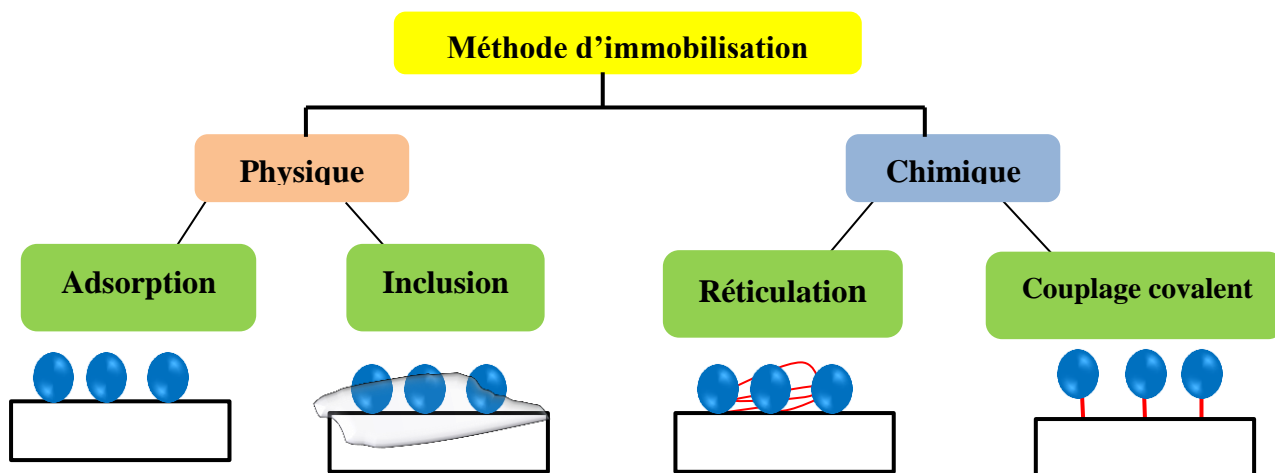 Méthode d’immobilisation
Physique
Chimique
Adsorption
Inclusion
Réticulation
Couplage covalent